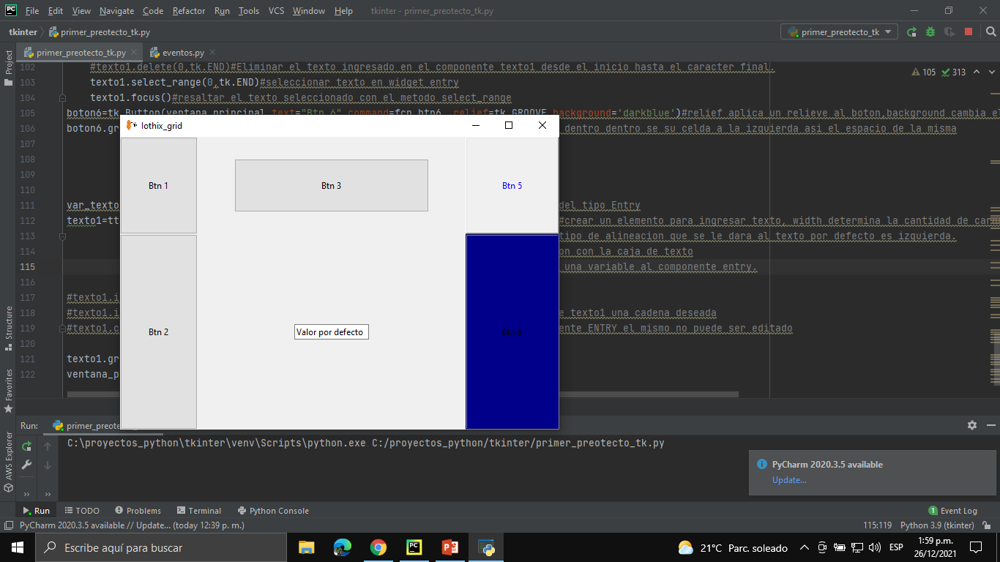 File Edit View Navigate Code Refactor Run Tools VCS Window Help tkinter - primer_preotecto_tk.py
tkinter primer_preotecto_tk.py primer_preotecto_tk
primer_preotecto_tk.py eventos.py
Project
102 #texto1.delete(0,tk.END)#Eliminar el texto ingresado en el componente texto1 desde el inicio hasta el caracter final.
105 313
103 texto1.select_range(0,tk.END)#seleccionar texto en widget entry
104 texto1.focus()#resaltar el texto seleccionado con el metodo select_range
105 boton6=tk.Button(ventana_principal,text="Btn 6",command=fcn_btn6, relief=tk.GROOVE,background='darkblue')#relief aplica un relieve al boton,background cambia el
106 boton6.gr dentro dentro se su celda a la izquierda asi el espacio de la misma
107
108
109
110
111 var_texto del tipo Entry
112 texto1=tt #crear un elemento para ingresar texto, width determina la cantidad de car
113 tipo de alineacion que se le dara al texto por defecto es izquierda.
114 on con la caja de texto
115 una variable al componente entry.
116
117 #texto1.i
118 #texto1.i e texto1 una cadena deseada
119 #texto1.c ente ENTRY el mismo no puede ser editado
120
121 texto1.gr
122 ventana_p
lothix_grid
Btn 1 Btn 3 Btn 5
Btn 2 Valor por defecto Btn 6
Structure
Favorites
AWS Explorer
Run: primer_preote
C:\proyectos_python\tkinter\venv\Scripts\python.exe C:/proyectos_python/tkinter/primer_preotecto_tk.py
PyCharm 2020.3.5 available
Update...
Run TODO Problems Terminal Python Console 1 Event Log
PyCharm 2020.3.5 available // Update... (today 12:39 p. m.) 115:119 Python 3.9 (tkinter)
Escribe aquí para buscar 21°C Parc. soleado ESP 1:59 p.m.
26/12/2021